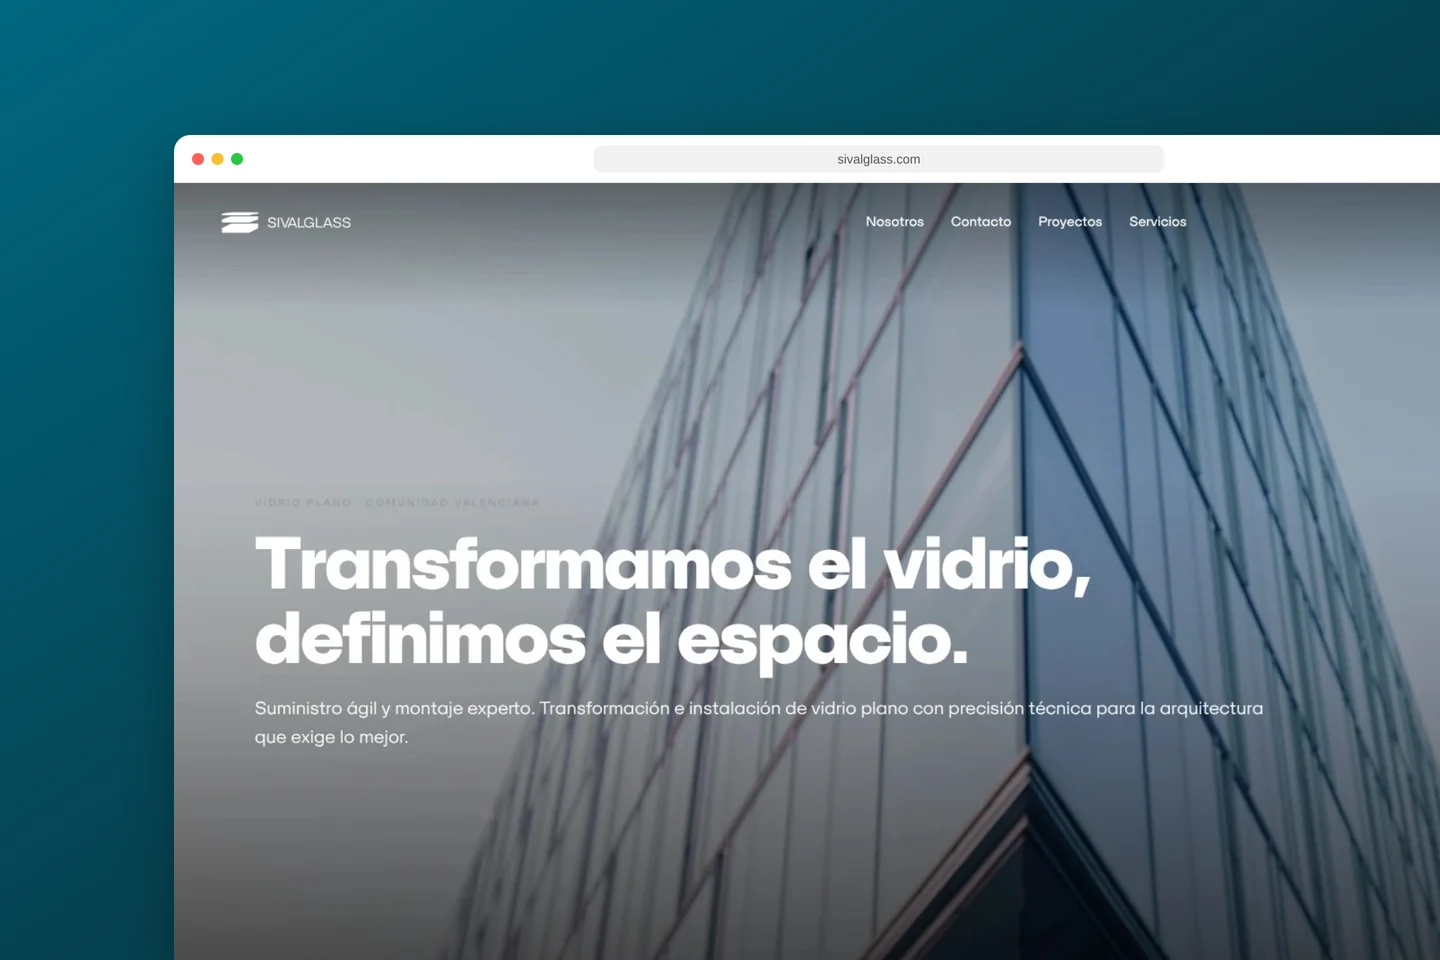 sivalglass.com
SIVALGLASS
Nosotros Contacto Proyectos Servicios
VIDRIO PLANO · COMUNIDAD VALENCIANA
Transformamos el vidrio,
definimos el espacio.
Suministro ágil y montaje experto. Transformación e instalación de vidrio plano con precisión técnica para la arquitectura
que exige lo mejor.